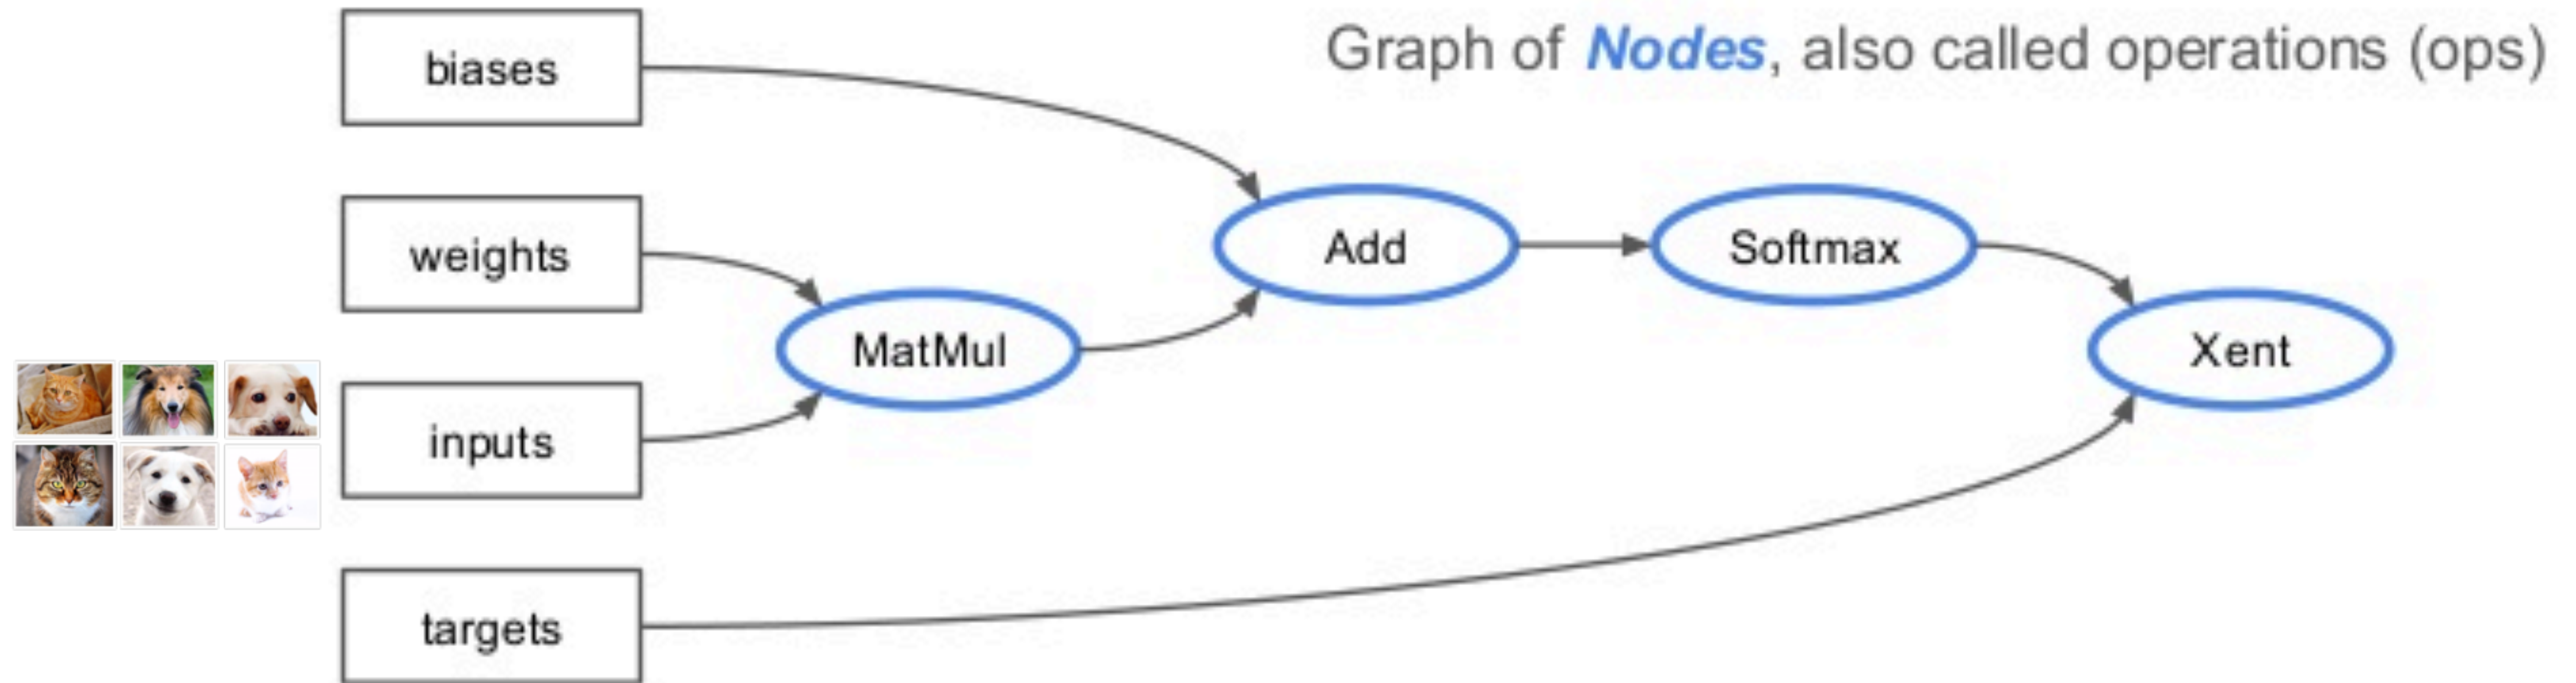 Graph of Nodes, also called operations (ops)
biases
weights
inputs
targets
MatMul
Add
Softmax
Xent